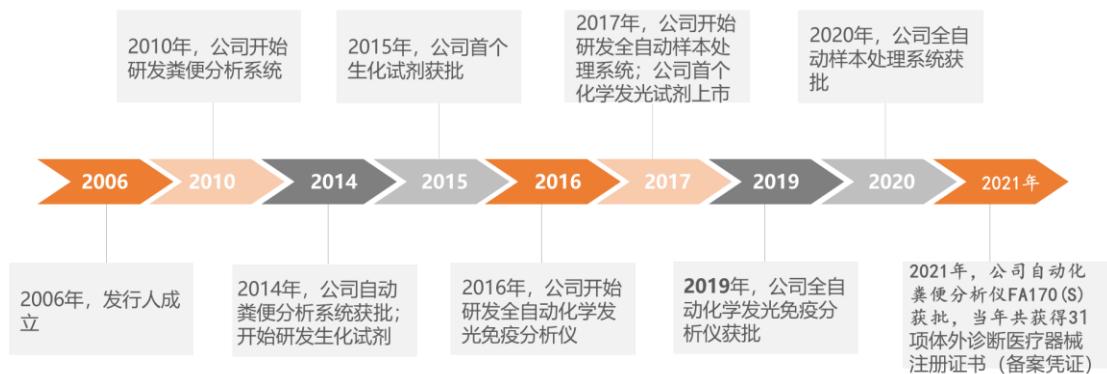 2010年，公司开始
研发粪便分析系统
2015年，公司首个
生化试剂获批
2017年，公司开始
研发全自动样本处
理系统；公司首个
化学发光试剂上市
2020年，公司全自
动样本处理系统获
批
2006
2010
2014
2015
2016
2017
2019
2020
2021年
2006年，发行人成
立
2014年，公司自动
粪便分析系统获批；
开始研发生化试剂
2016年，公司开始
研发全自动化学发
光免疫分析仪
2019年，公司全自
动化学发光免疫分
析仪获批
2021年，公司自动化
粪便分析仪FA170(S)
获批，当年共获得31
项体外诊断医疗器械
注册证书（备案凭证）